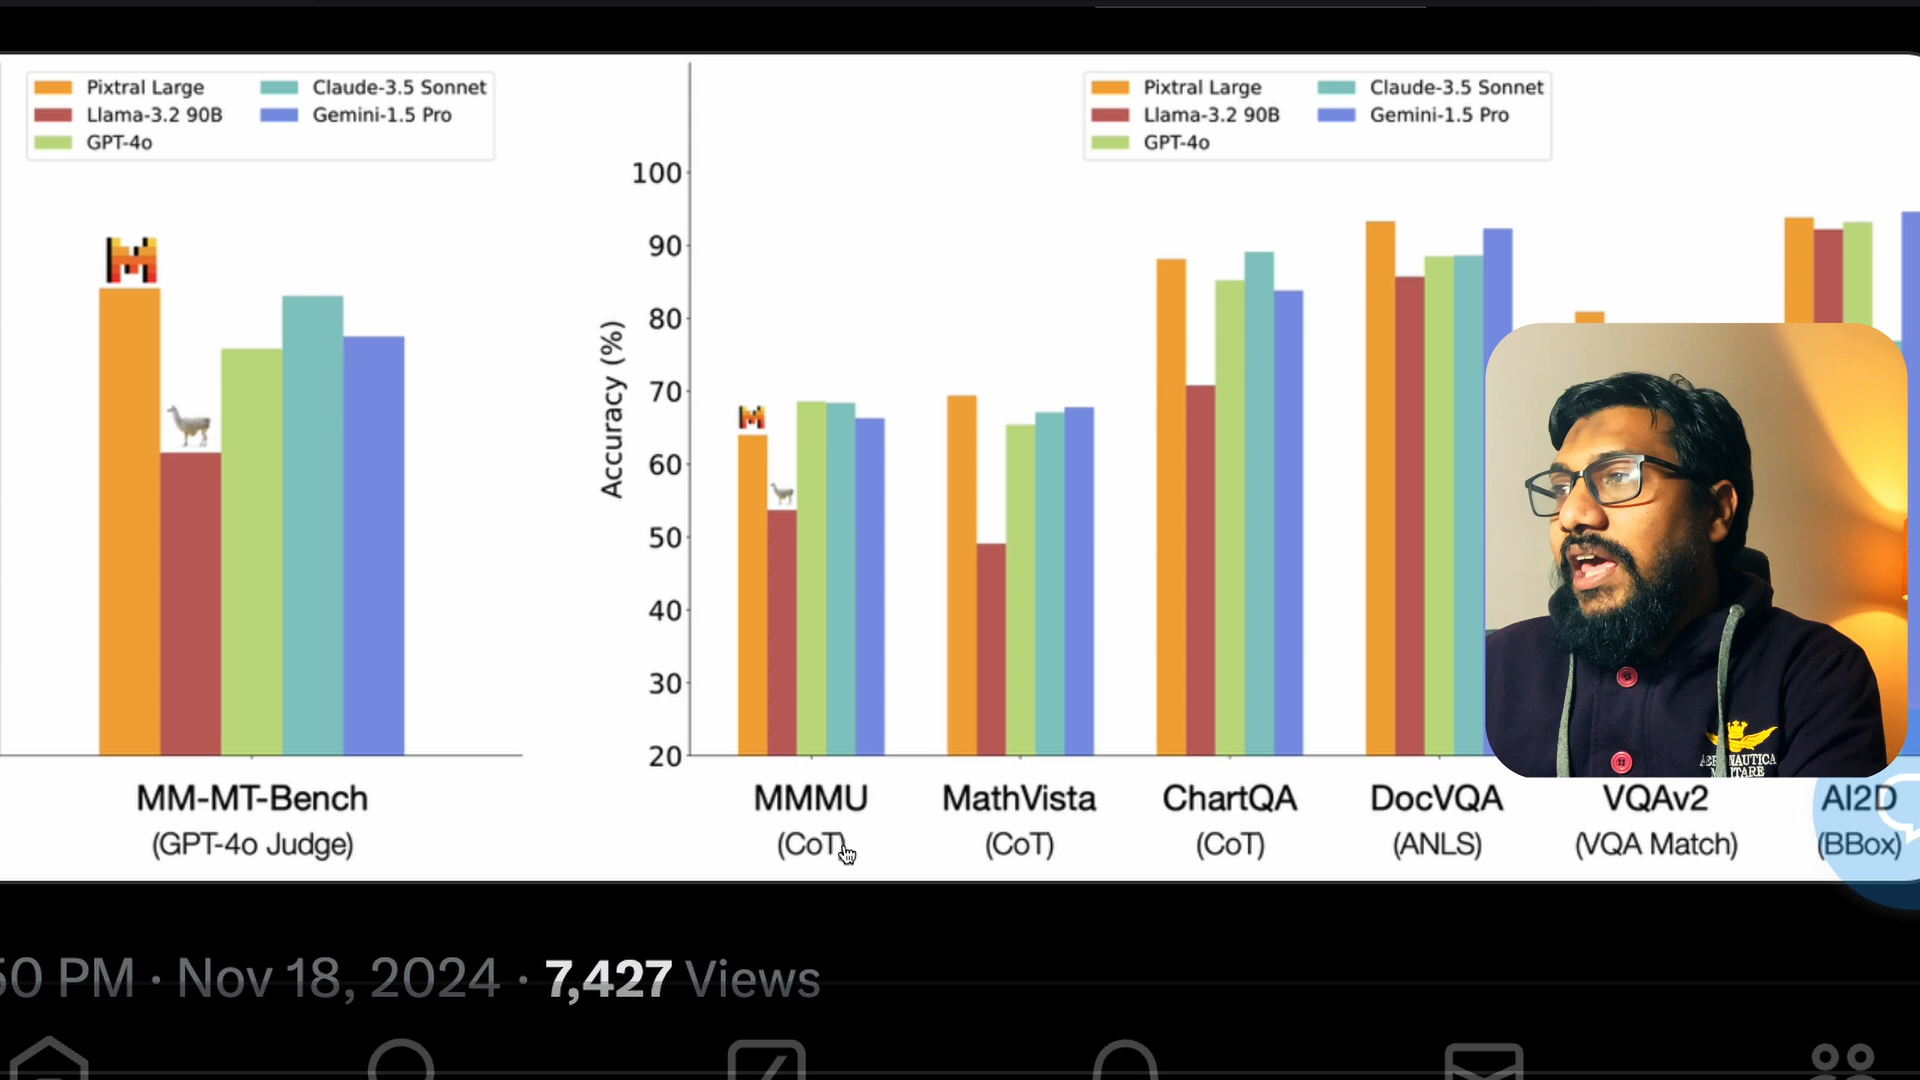 Pixtral Large
Llama-3.2 90B
GPT-4o
Claude-3.5 Sonnet
Gemini-1.5 Pro
Pixtral Large
Llama-3.2 90B
GPT-4o
Claude-3.5 Sonnet
Gemini-1.5 Pro
Accuracy (%)
100
90
80
70
60
50
40
30
20
MM-MT-Bench
(GPT-4o Judge)
MMMU
(CoT)
MathVista
(CoT)
ChartQA
(CoT)
DocVQA
(ANLS)
VQAv2
(VQA Match)
AI2D
(BBox)
50 PM · Nov 18, 2024 · 7,427 Views